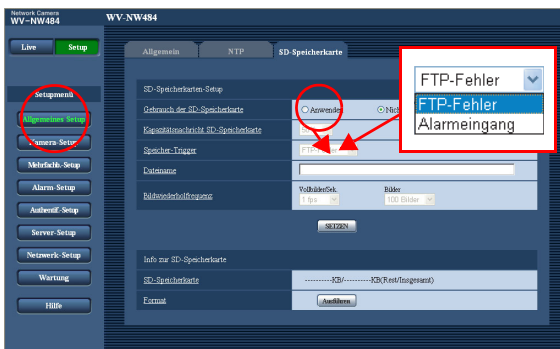 Network Camera
WV-NW484
WV-NW484
Live Setup
Allgemein NTP SD-Speicherkarte
Setupmenü
Allgemeines Setup
Kamera-Setup
Mehrfachb.-Setup
Alarm-Setup
Authentif.-Setup
Server-Setup
Netzwerk-Setup
Wartung
Hilfe
SD-Speicherkarten-Setup
Gebrauch der SD-Speicherkarte Anwenden
Kapazitätsnachricht SD-Speicherkarte
Speicher-Trigger FTP-Fehler
Dateiname
Bildwiederholfrequenz
Vollbilder/Sek. Bilder
1 fps 100 Bilder
SETZEN
Info zur SD-Speicherkarte
SD-Speicherkarte ----------KB/----------KB(Rest/Insgesamt)
Format Ausführen
FTP-Fehler
FTP-Fehler
Alarmeingang